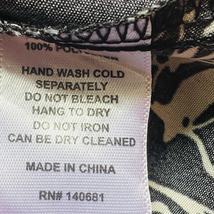 100% POLYESTER
HAND WASH COLD
SEPARATELY
DO NOT BLEACH
HANG TO DRY
DO NOT IRON
CAN BE DRY CLEANED
MADE IN CHINA
RN# 140681